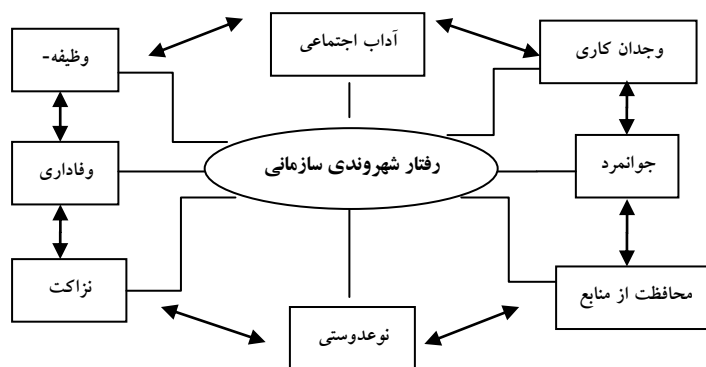 آداب اجتماعی
وجدان کاری
وظیفه-
جوانمرد
رفتار شهروندی سازمانی
وفاداری
محافظت از منابع
نوعدوستی
نزاکت